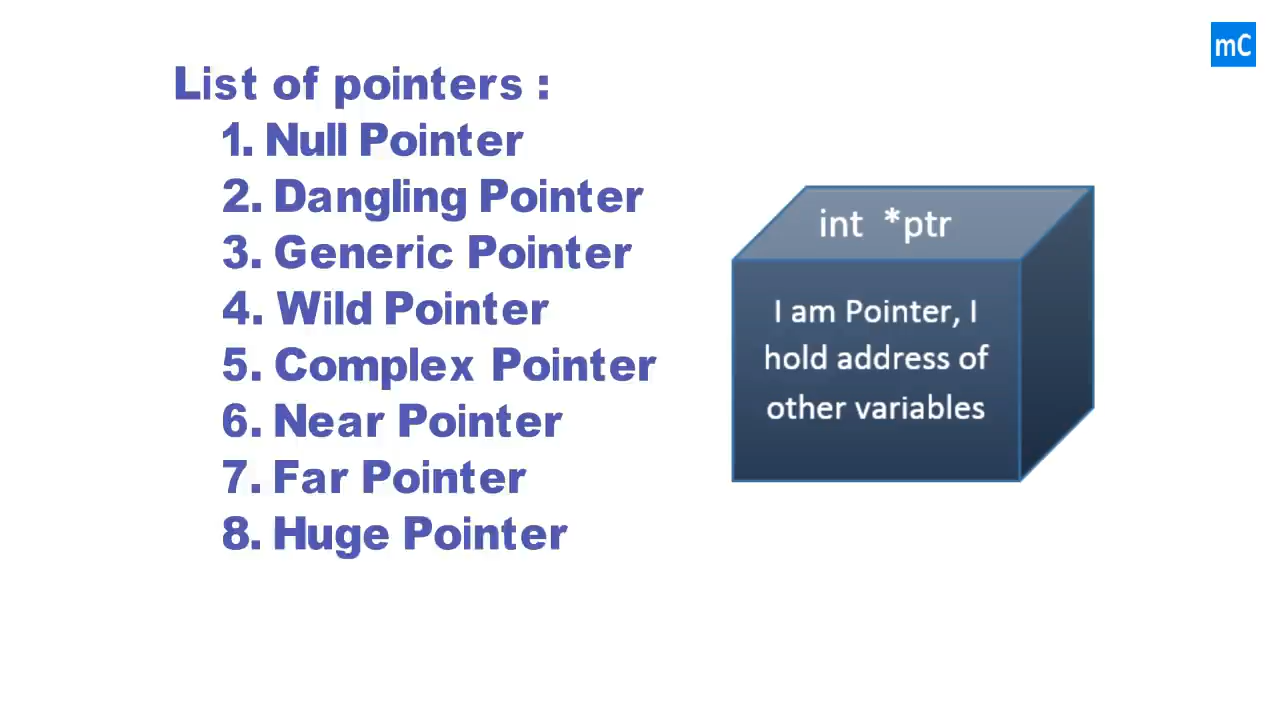 List of pointers :
1. Null Pointer
2. Dangling Pointer
3. Generic Pointer
4. Wild Pointer
5. Complex Pointer
6. Near Pointer
7. Far Pointer
8. Huge Pointer
mC
int *ptr
I am Pointer, I
hold address of
other variables